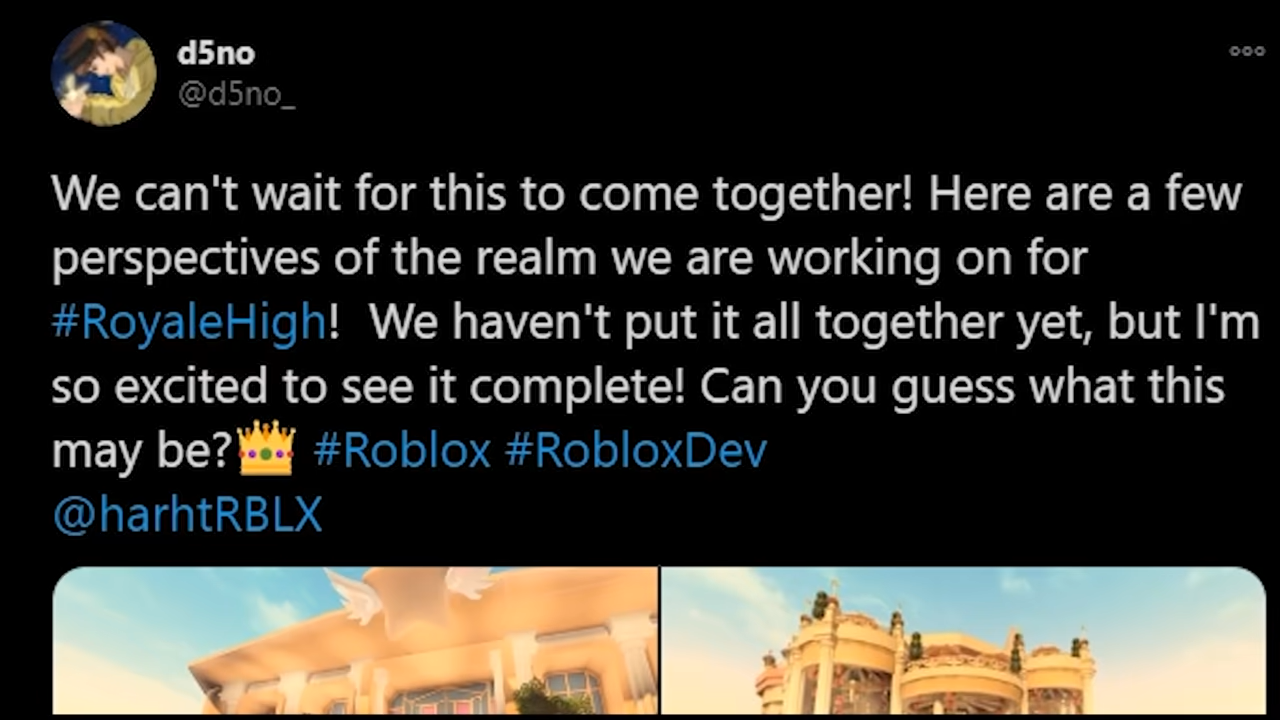 d5no
@d5no_
We can't wait for this to come together! Here are a few
perspectives of the realm we are working on for
#RoyaleHigh!  We haven't put it all together yet, but I'm
so excited to see it complete! Can you guess what this
may be?👑 #Roblox #RobloxDev
@harhtRBLX